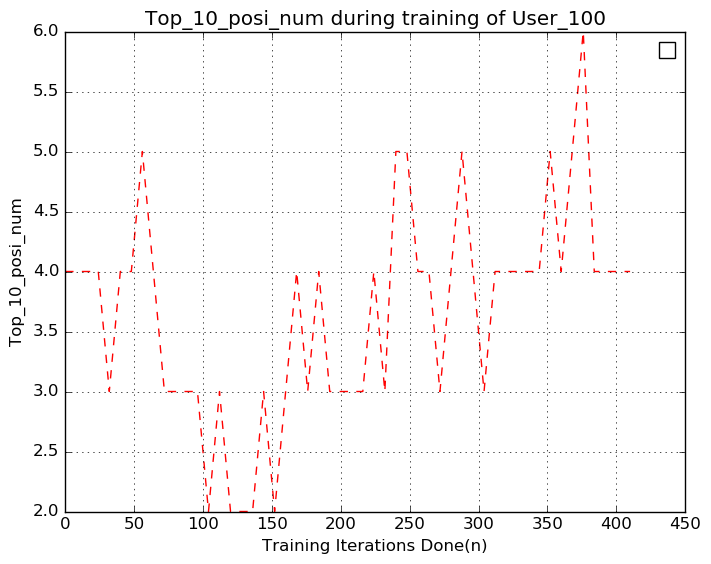 Top_10_posi_num during training of User_100
6.0
5.5
5.0
4.5
4.0
3.5
3.0
2.5
2.0
Top_10_posi_num
0 50 100 150 200 250 300 350 400 450
Training Iterations Done(n)